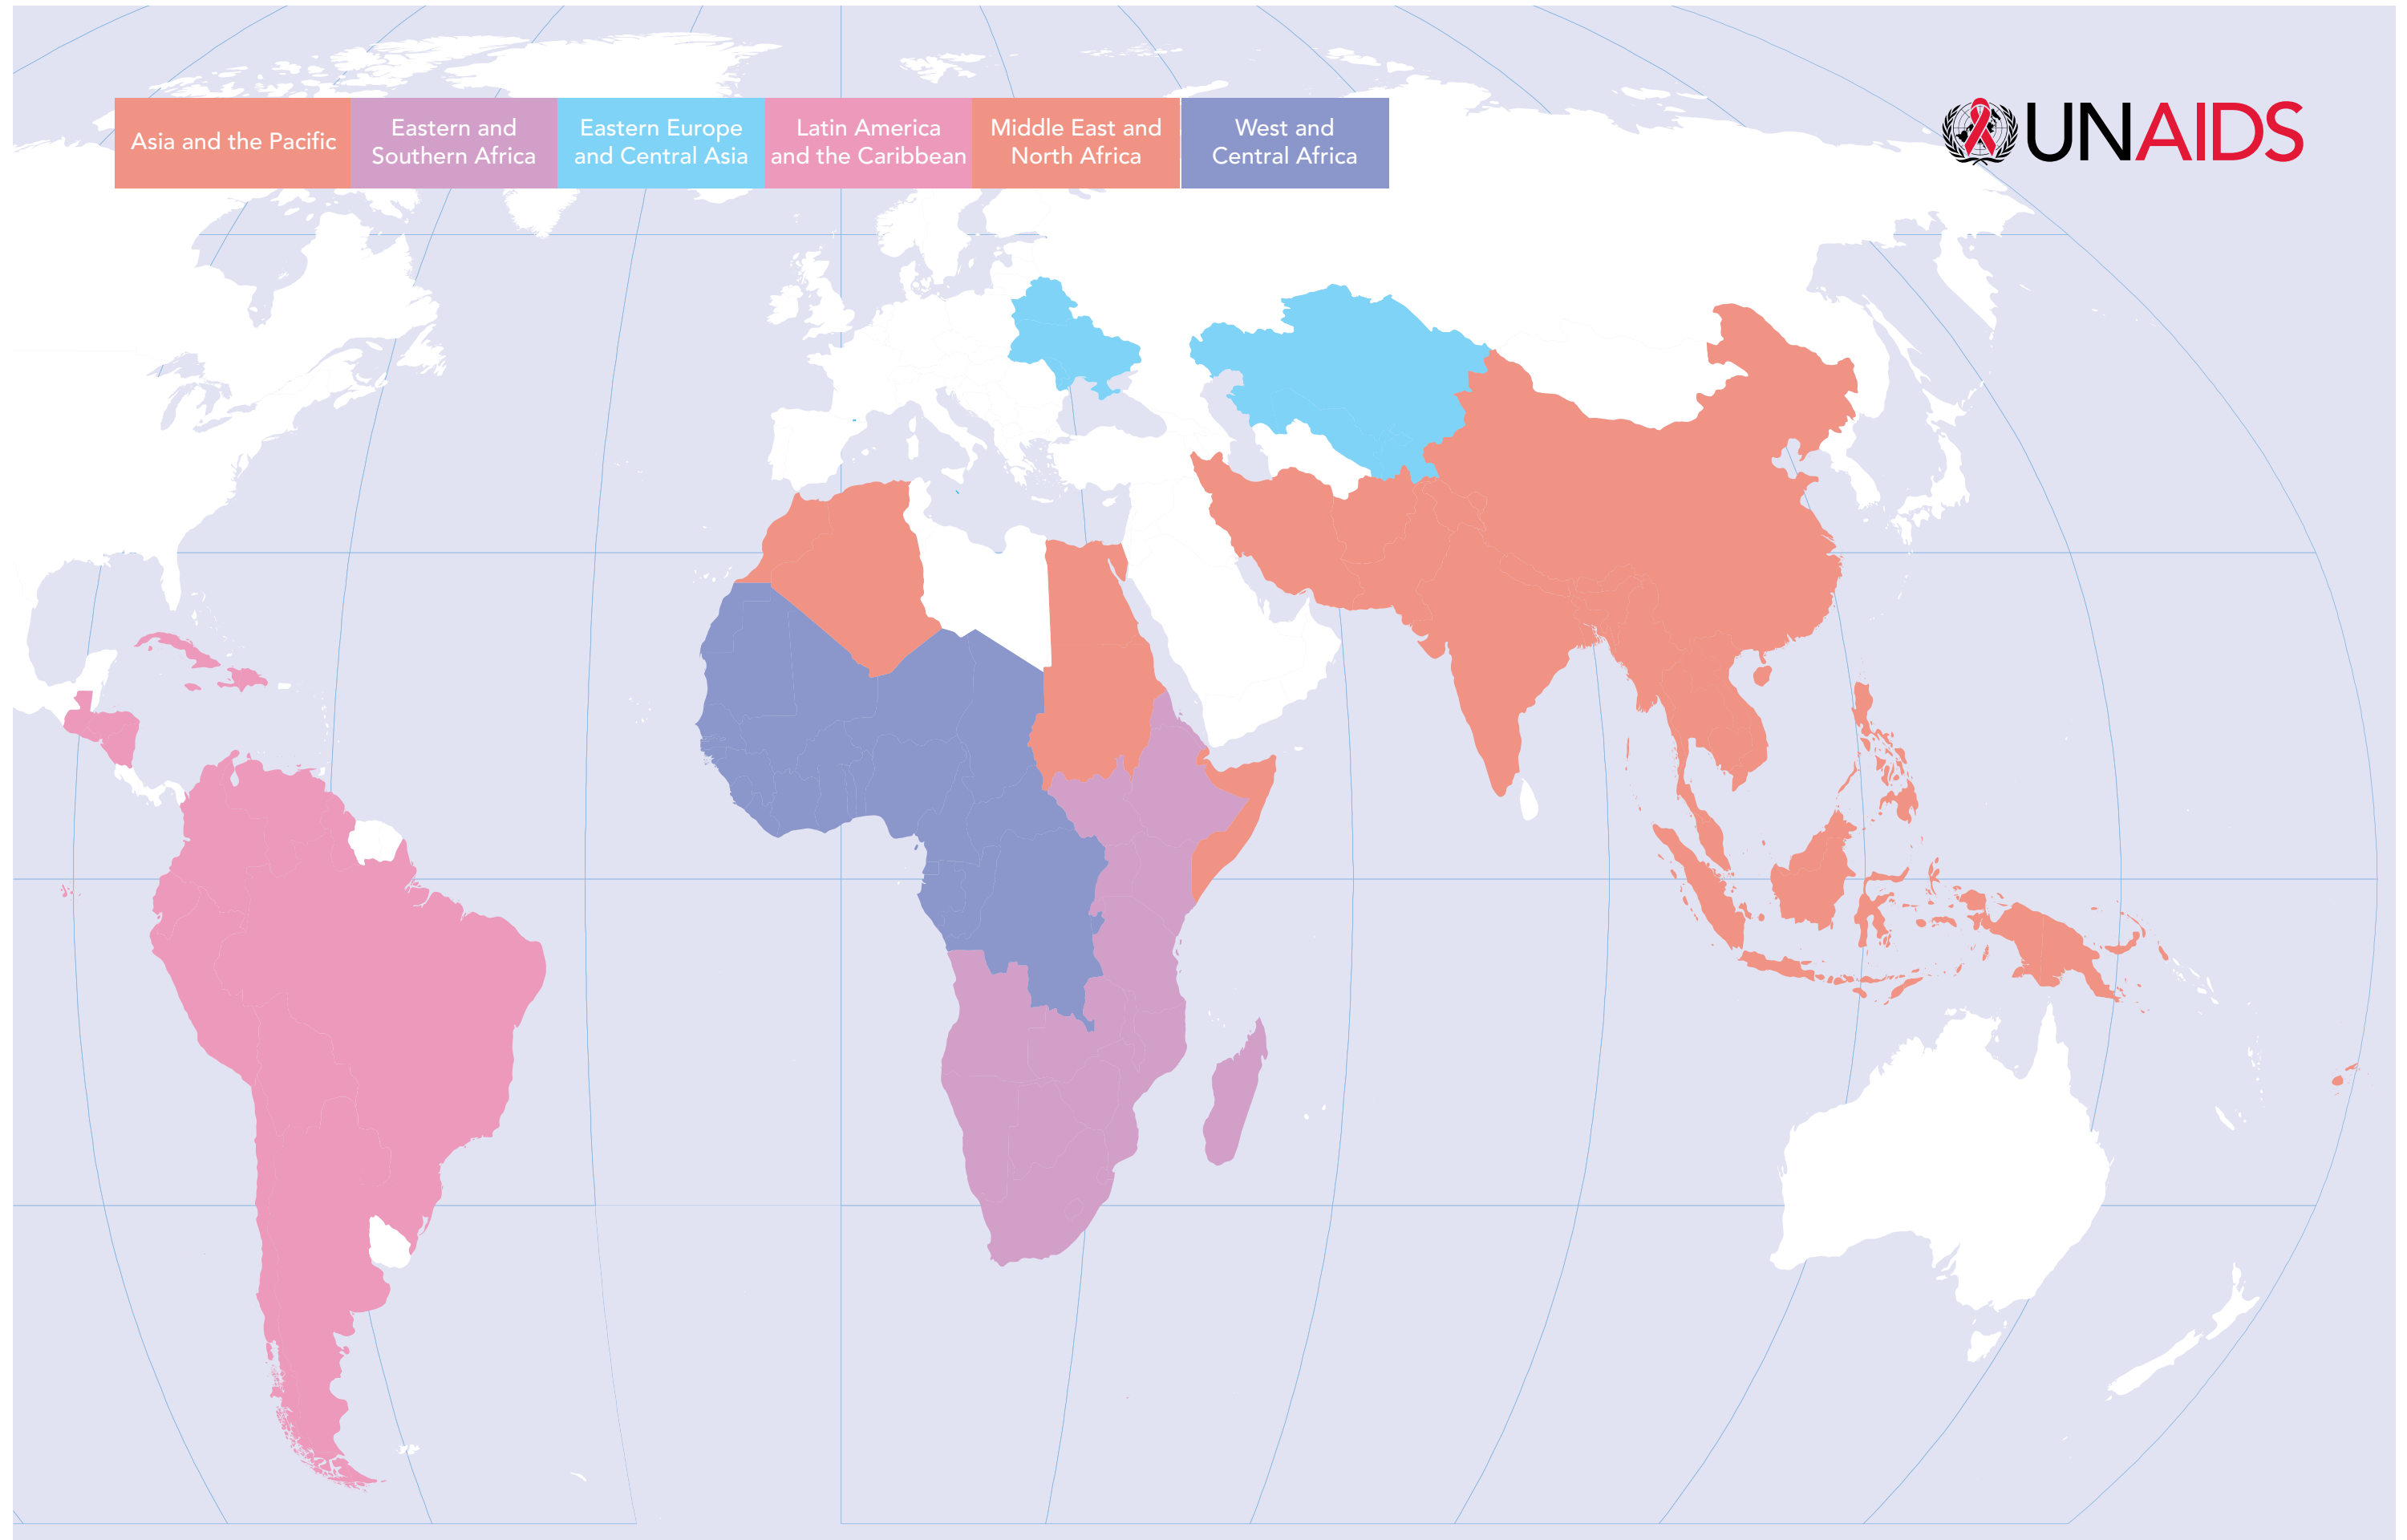 Asia and the Pacific
Eastern and
Southern Africa
Eastern Europe
and Central Asia
Latin America
and the Caribbean
Middle East and
North Africa
West and
Central Africa
UNAIDS